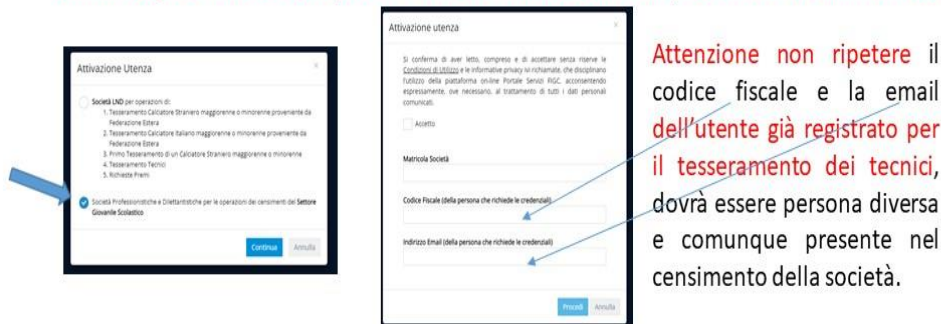 Attivazione Utenza
Società LND per operazioni di:
1. Tesseramento Calciatore Straniero maggiorenne o minorenne proveniente da
Federazione Estera
2. Tesseramento Calciatore Italiano maggiorenne o minorenne proveniente da
Federazione Estera
3. Primo Tesseramento di un Calciatore Straniero maggiorenne o minorenne
4. Tesseramento Tecnici
5. Richieste Premi
Società Professionistiche e Dilettantistiche per le operazioni dei censimenti del Settore
Giovanile Scolastico
Continua Annulla
Attivazione utenza
Si conferma di aver letto, compreso e di accettare senza riserve le
Condizioni di Utilizzo e le informative privacy ivi richiamate, che disciplinano
l'utilizzo della piattaforma on-line Portale Servizi FIGC, acconsentendo
espressamente, ove necessario, al trattamento di tutti i dati personali
comunicati.
Accetto
Matricola Società
Codice Fiscale (della persona che richiede le credenziali)
Indirizzo Email (della persona che richiede le credenziali)
Procedi Annulla
Attenzione non ripetere il
codice fiscale e la email
dell'utente già registrato per
il tesseramento dei tecnici,
dovrà essere persona diversa
e comunque presente nel
censimento della società.